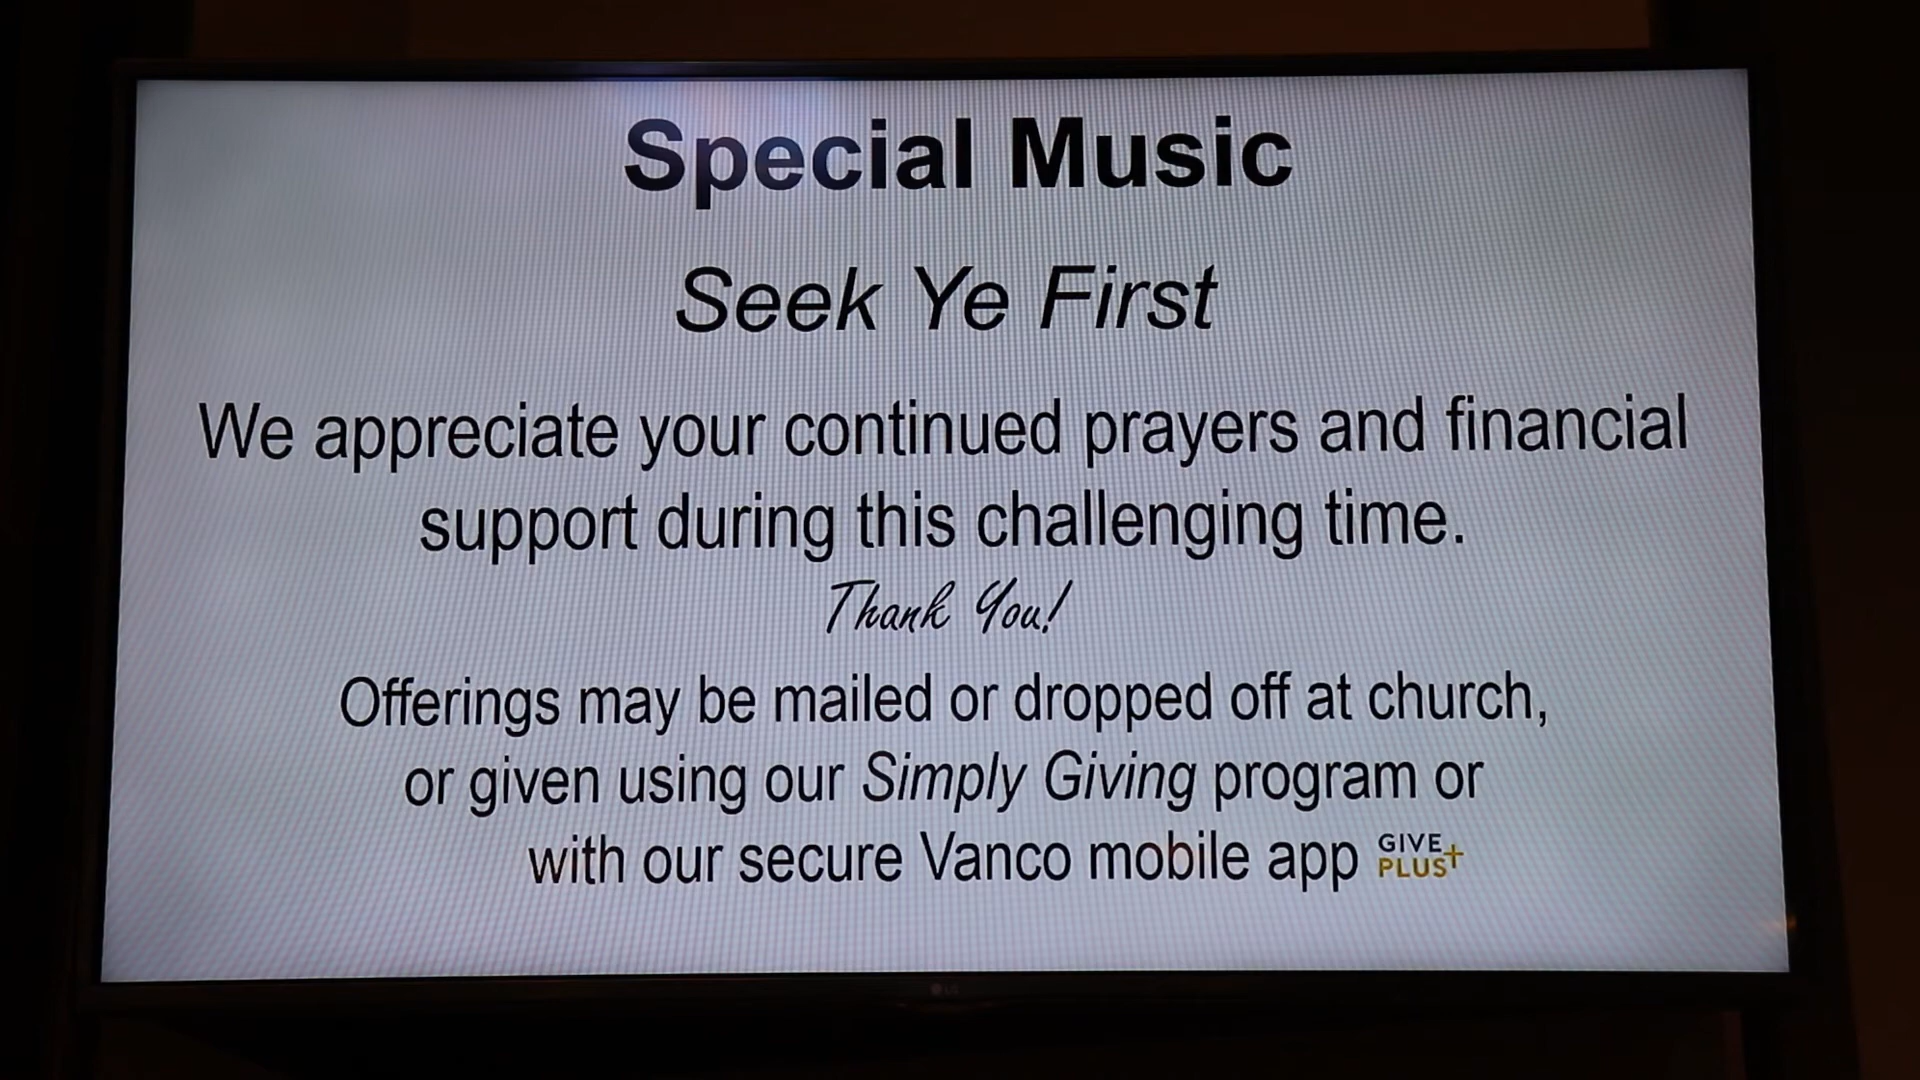 Special Music
Seek Ye First
We appreciate your continued prayers and financial
support during this challenging time.
Thank You!
Offerings may be mailed or dropped off at church,
or given using our Simply Giving program or
with our secure Vanco mobile app GIVE PLUS+
LG